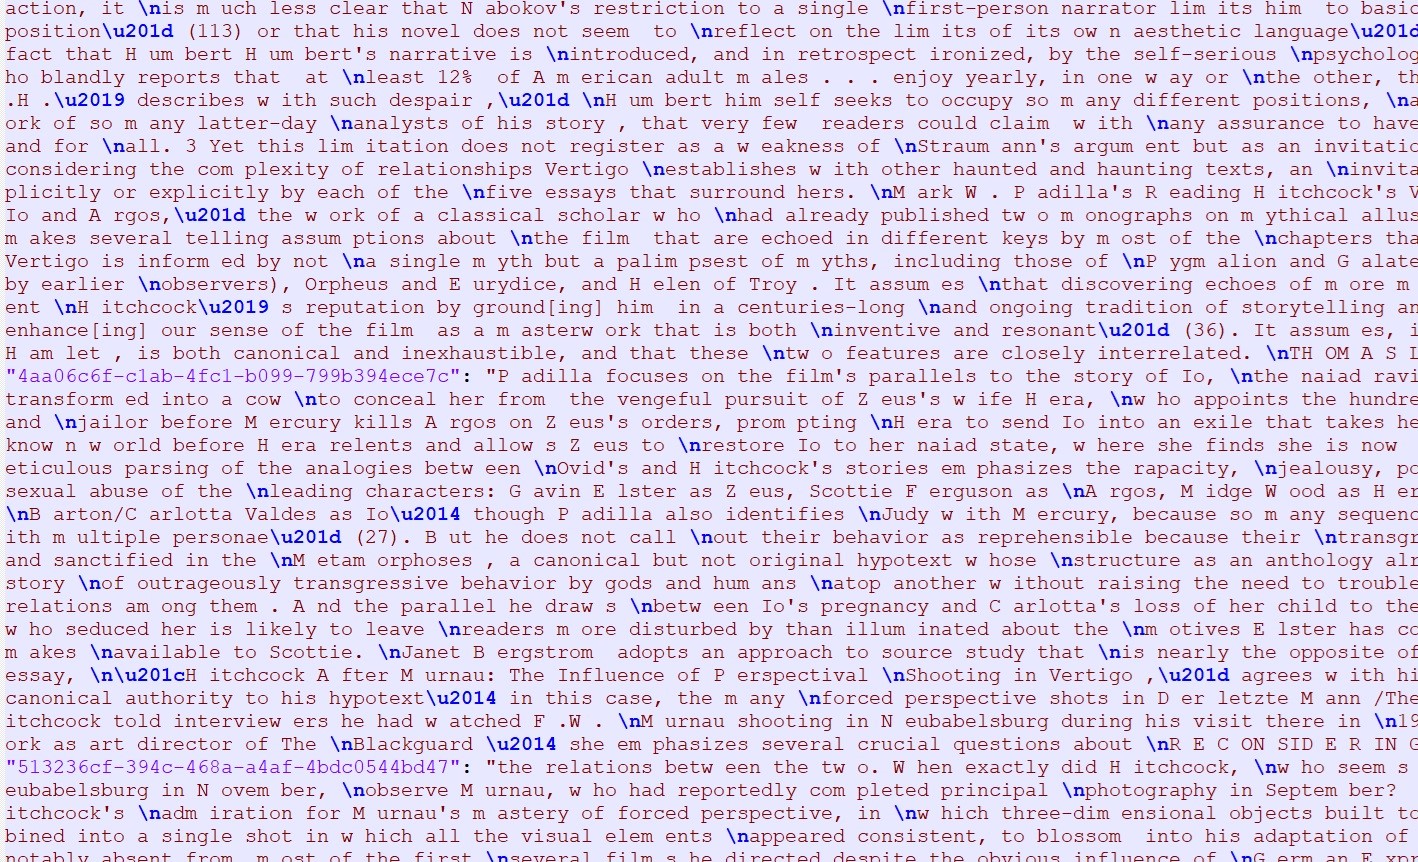 action, it \nis m uch less clear that N abokov's restriction to a single \nfirst-person narrator lim its him  to basic
position\u201d (113) or that his novel does not seem  to \nreflect on the lim its of its ow n aesthetic language\u201d
fact that H um bert H um bert's narrative is \nintroduced, and in retrospect ironized, by the self-serious \npsycholog
ho blandly reports that  at \nleast 12%  of A m erican adult m ales . . . enjoy yearly, in one w ay or \nthe other, th
.H .\u2019 describes w ith such despair ,\u201d \nH um bert him self seeks to occupy so m any different positions, \na
ork of so m any latter-day \nanalysts of his story , that very few  readers could claim  w ith \nany assurance to have
and for \nall. 3 Yet this lim itation does not register as a w eakness of \nStraum ann's argum ent but as an invitatio
considering the com plexity of relationships Vertigo \nestablishes w ith other haunted and haunting texts, an \ninvita
plicitly or explicitly by each of the \nfive essays that surround hers. \nM ark W . P adilla's R eading H itchcock's V
Io and A rgos,\u201d the w ork of a classical scholar w ho \nhad already published tw o m onographs on m ythical allus
m akes several telling assum ptions about \nthe film  that are echoed in different keys by m ost of the \nchapters tha
Vertigo is inform ed by not \na single m yth but a palim psest of m yths, including those of \nP ygm alion and G alate
by earlier \nobservers), Orpheus and E urydice, and H elen of Troy . It assum es \nthat discovering echoes of m ore m
ent \nH itchcock\u2019 s reputation by ground[ing] him  in a centuries-long \nand ongoing tradition of storytelling an
enhance[ing] our sense of the film  as a m asterw ork that is both \ninventive and resonant\u201d (36). It assum es, i
H am let , is both canonical and inexhaustible, and that these \ntw o features are closely interrelated. \nTH OM A S L
"4aa06c6f-c1ab-4fc1-b099-799b394ece7c": "P adilla focuses on the film's parallels to the story of Io, \nthe naiad ravi
transform ed into a cow \nto conceal her from  the vengeful pursuit of Z eus's w ife H era, \nw ho appoints the hundre
and \njailor before M ercury kills A rgos on Z eus's orders, prom pting \nH era to send Io into an exile that takes he
know n w orld before H era relents and allow s Z eus to \nrestore Io to her naiad state, w here she finds she is now
eticulous parsing of the analogies betw een \nOvid's and H itchcock's stories em phasizes the rapacity, \njealousy, po
sexual abuse of the \nleading characters: G avin E lster as Z eus, Scottie F erguson as \nA rgos, M idge W ood as H er
\nB arton/C arlotta Valdes as Io\u2014 though P adilla also identifies \nJudy w ith M ercury, because so m any sequenc
ith m ultiple personae\u201d (27). B ut he does not call \nout their behavior as reprehensible because their \ntransgr
and sanctified in the \nM etam orphoses , a canonical but not original hypotext w hose \nstructure as an anthology alr
story \nof outrageously transgressive behavior by gods and hum ans \natop another w ithout raising the need to trouble
relations am ong them . A nd the parallel he draw s \nbetw een Io's pregnancy and C arlotta's loss of her child to the
w ho seduced her is likely to leave \nreaders m ore disturbed by than illum inated about the \nm otives E lster has co
m akes \navailable to Scottie. \nJanet B ergstrom  adopts an approach to source study that \nis nearly the opposite of
essay, \n\u201cH itchcock A fter M urnau: The Influence of P erspectival \nShooting in Vertigo ,\u201d agrees w ith hi
canonical authority to his hypotext\u2014 in this case, the m any \nforced perspective shots in D er letzte M ann /The
itchcock told interview ers he had w atched F .W . \nM urnau shooting in N eubabelsburg during his visit there in \n19
ork as art director of The \nBlackguard \u2014 she em phasizes several crucial questions about \nR E C ON SID E R IN G
"513236cf-394c-468a-a4af-4bdc0544bd47": "the relations betw een the tw o. W hen exactly did H itchcock, \nw ho seem s
eubabelsburg in N ovem ber, \nobserve M urnau, w ho had reportedly com pleted principal \nphotography in Septem ber?
itchcock's \nadm iration for M urnau's m astery of forced perspective, in \nw hich three-dim ensional objects built to
bined into a single shot in w hich all the visual elem ents \nappeared consistent, to blossom  into his adaptation of
notably absent from  m ost of the first \nseveral film s he directed despite the obvious influence of \nG erm an E xpr